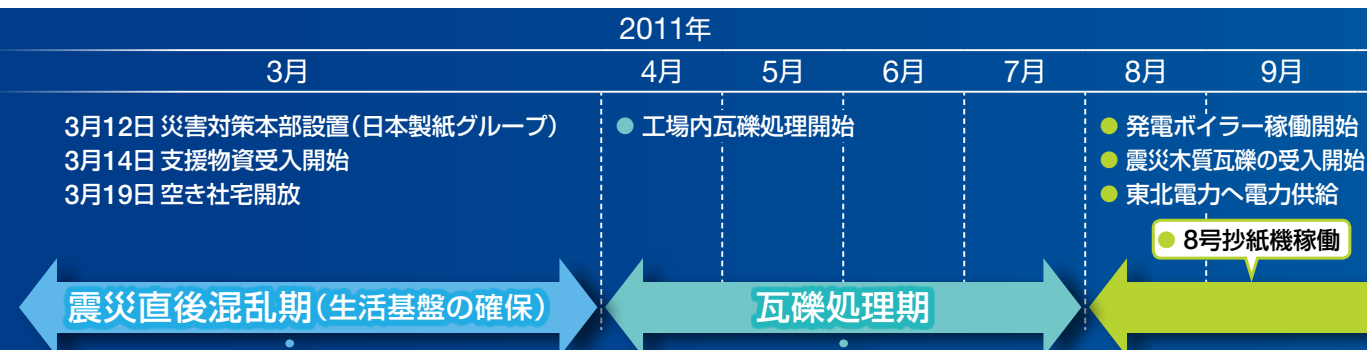 2011年
3月
4月
5月
6月
7月
8月
9月
3月12日 災害対策本部設置(日本製紙グループ)
3月14日 支援物資受入開始
3月19日 空き社宅開放
● 工場内瓦礫処理開始
● 発電ボイラー稼働開始
● 震災木質瓦礫の受入開始
● 東北電力へ電力供給
● 8号抄紙機稼働
震災直後混乱期(生活基盤の確保)
瓦礫処理期